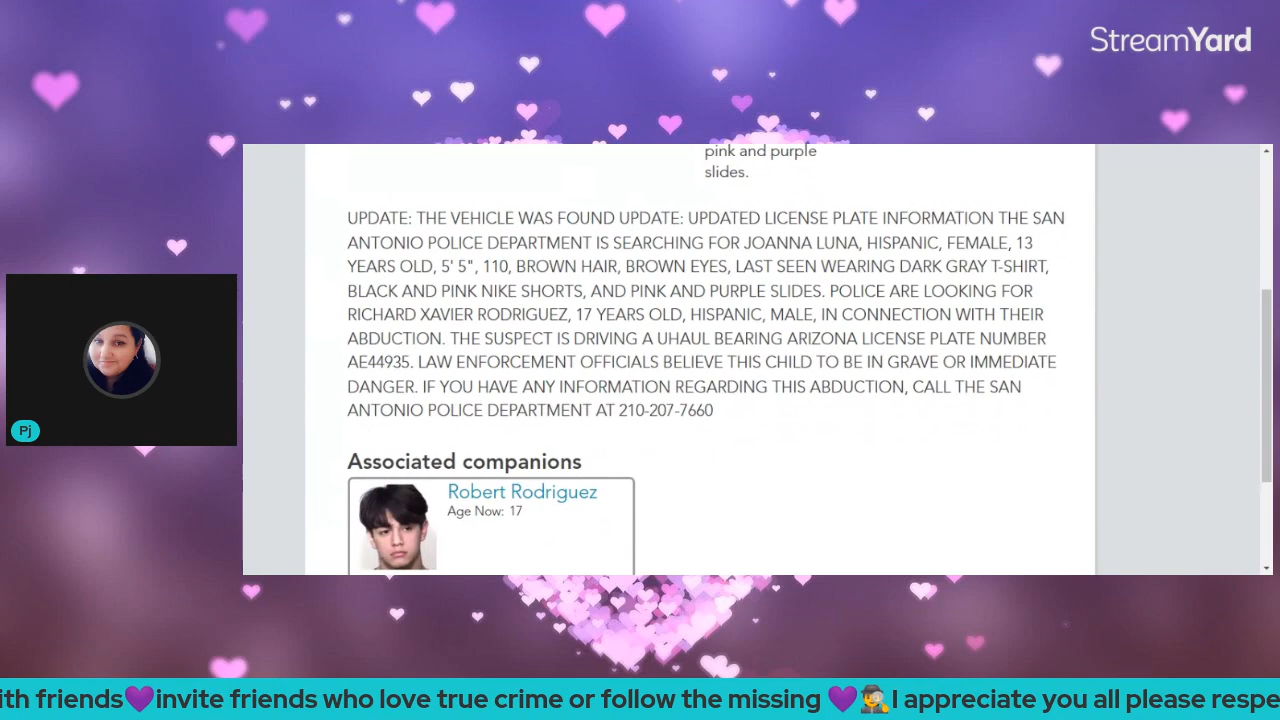 StreamYard
pink and purple
slides.
UPDATE: THE VEHICLE WAS FOUND UPDATE: UPDATED LICENSE PLATE INFORMATION THE SAN
ANTONIO POLICE DEPARTMENT IS SEARCHING FOR JOANNA LUNA, HISPANIC, FEMALE, 13
YEARS OLD, 5' 5", 110, BROWN HAIR, BROWN EYES, LAST SEEN WEARING DARK GRAY T-SHIRT,
BLACK AND PINK NIKE SHORTS, AND PINK AND PURPLE SLIDES. POLICE ARE LOOKING FOR
RICHARD XAVIER RODRIGUEZ, 17 YEARS OLD, HISPANIC, MALE, IN CONNECTION WITH THEIR
ABDUCTION. THE SUSPECT IS DRIVING A UHAUL BEARING ARIZONA LICENSE PLATE NUMBER
AE44935. LAW ENFORCEMENT OFFICIALS BELIEVE THIS CHILD TO BE IN GRAVE OR IMMEDIATE
DANGER. IF YOU HAVE ANY INFORMATION REGARDING THIS ABDUCTION, CALL THE SAN
ANTONIO POLICE DEPARTMENT AT 210-207-7660
Associated companions
Robert Rodriguez
Age Now: 17
Pj
ith friends💜invite friends who love true crime or follow the missing 💜🕵️I appreciate you all please respe